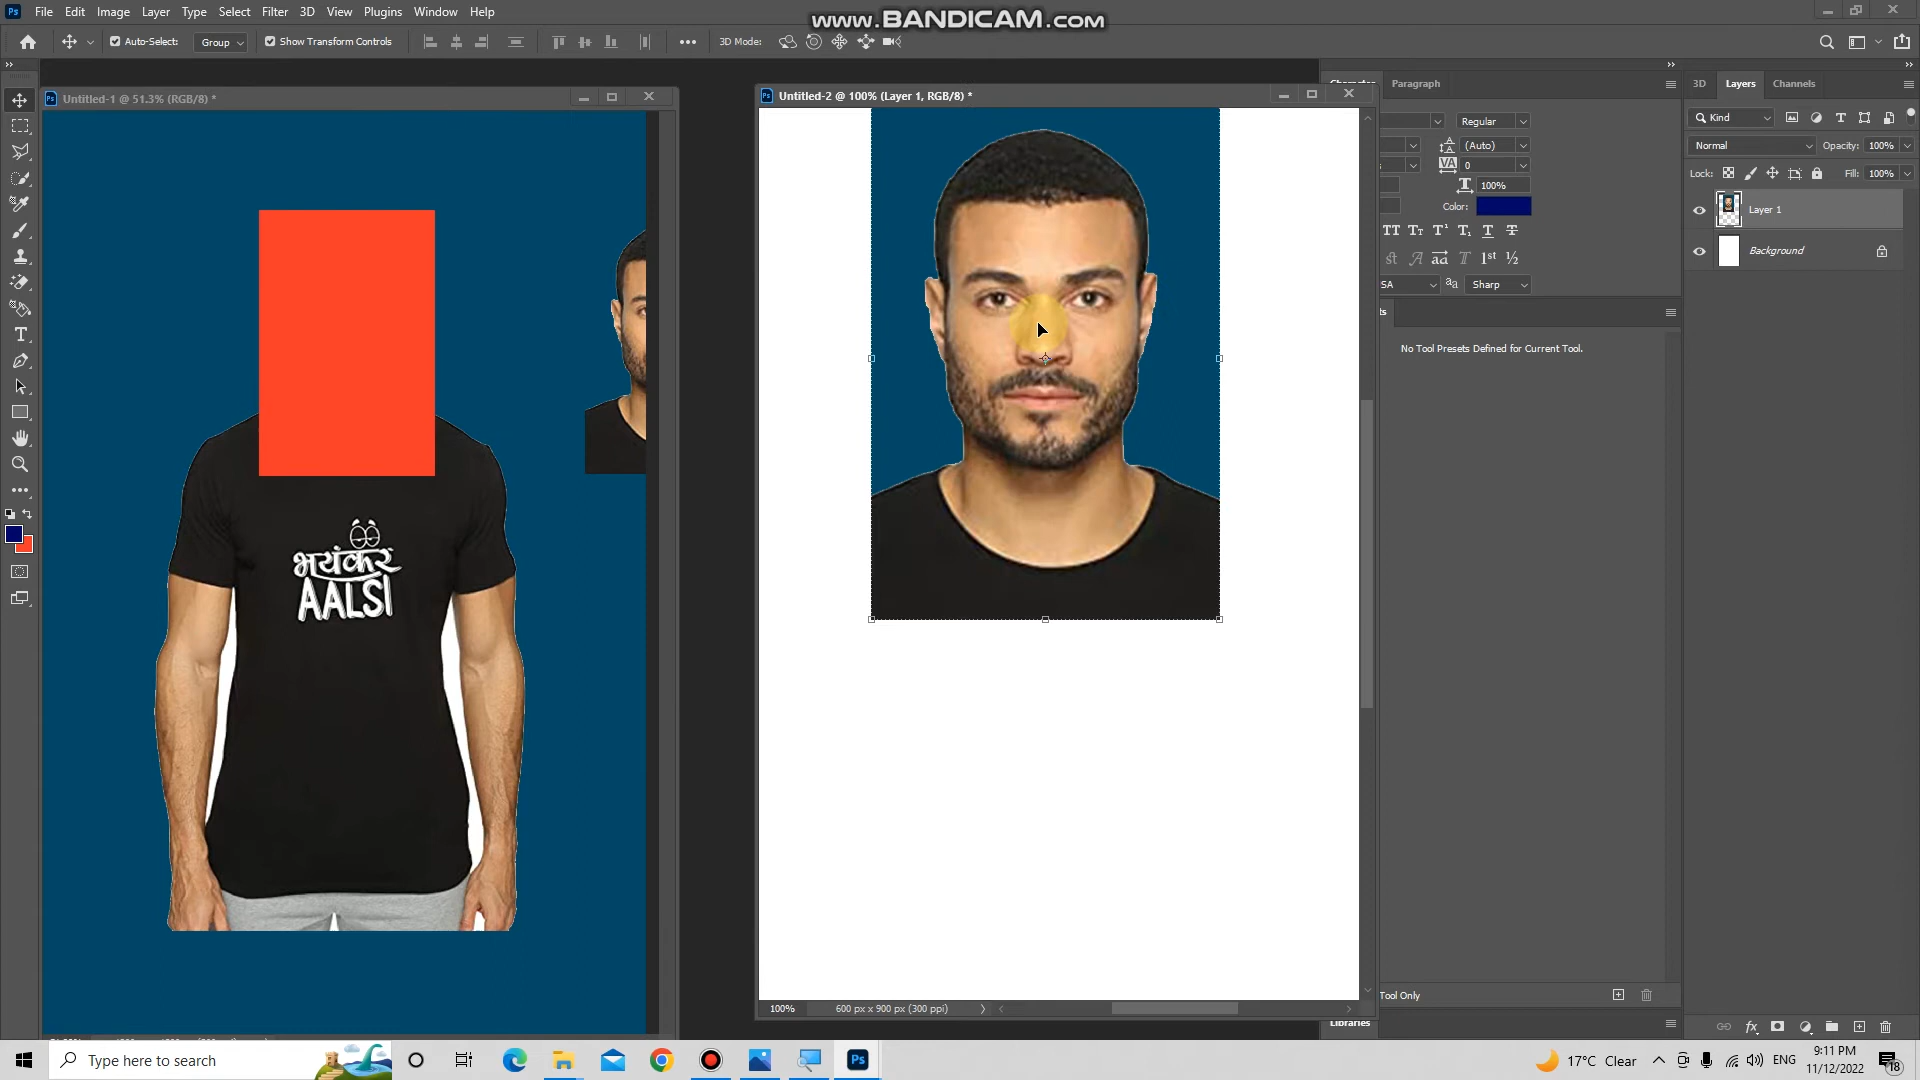 File Edit Image Layer Type Select Filter 3D View Plugins Window Help
www.BANDICAM.com
Auto-Select: Group Show Transform Controls 3D Mode:
Untitled-1 @ 51.3% (RGB/8) *
Untitled-2 @ 100% (Layer 1, RGB/8) *
Paragraph
3D Layers Channels
Kind
Regular
(Auto)
Normal Opacity: 100%
VA 0
Lock: Fill: 100%
100%
Color:
Layer 1
Background
Sharp
No Tool Presets Defined for Current Tool.
भयंकर
AALSI
Tool Only
100% 600 px x 900 px (300 ppi)
Libraries
Type here to search
17°C Clear
ENG
9:11 PM
11/12/2022
18